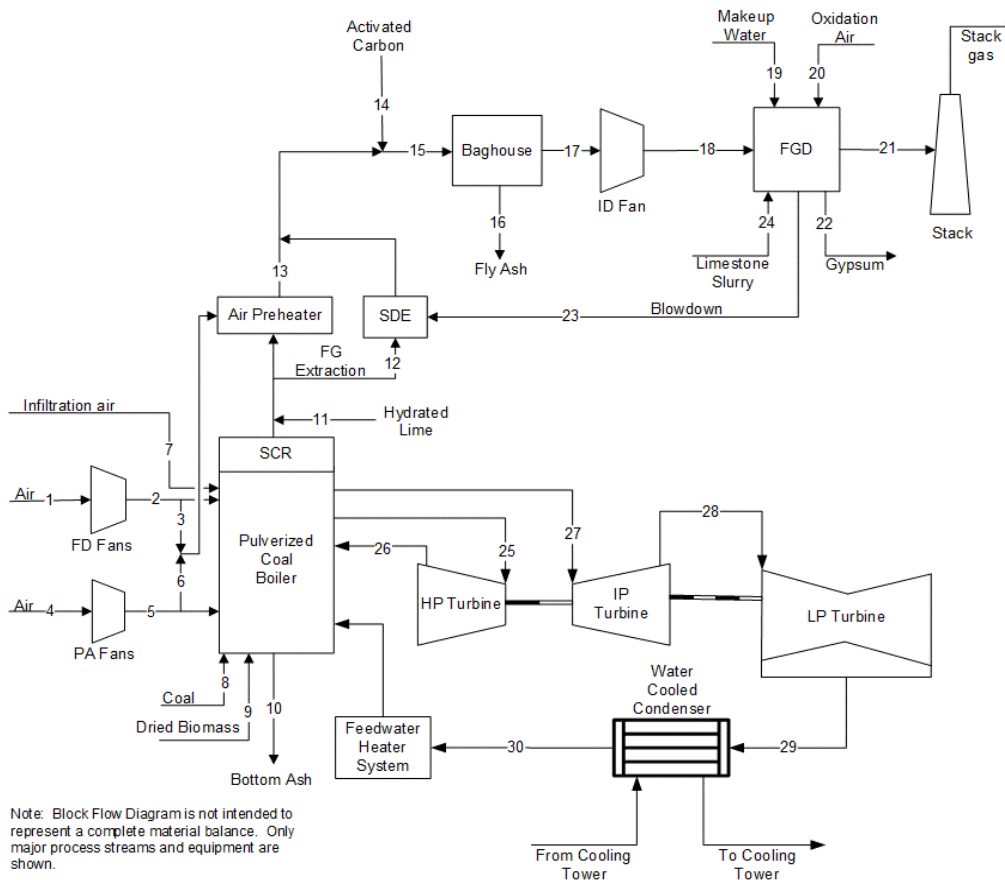 Activated
Carbon
Makeup
Water
Oxidation
Air
Stack
gas
14
19
20
15
Baghouse
17
18
FGD
21
ID Fan
16
24
22
Stack
Fly Ash
Limestone
Slurry
Gypsum
13
Air Preheater
SDE
23
Blowdown
FG
Extraction
12
Infiltration air
11
Hydrated
Lime
7
SCR
Air
1
2
3
FD Fans
Pulverized
Coal
Boiler
26
25
27
28
6
HP Turbine
IP
Turbine
LP Turbine
Air
4
5
PA Fans
8
Coal
9
Dried Biomass
10
Bottom Ash
Feedwater
Heater
System
30
Water
Cooled
Condenser
29
From Cooling
Tower
To Cooling
Tower
Note:  Block Flow Diagram is not intended to
represent a complete material balance.  Only
major process streams and equipment are
shown.